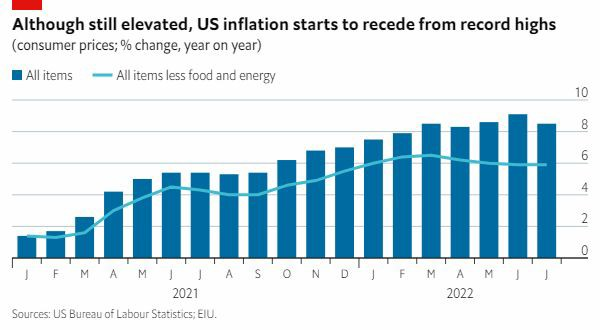 Although still elevated, US inflation starts to recede from record highs
(consumer prices; % change, year on year)
All items All items less food and energy
10
8
6
4
2
0
J F M A M J J A S O N D J F M A M J J
2021 2022
Sources: US Bureau of Labour Statistics; EIU.